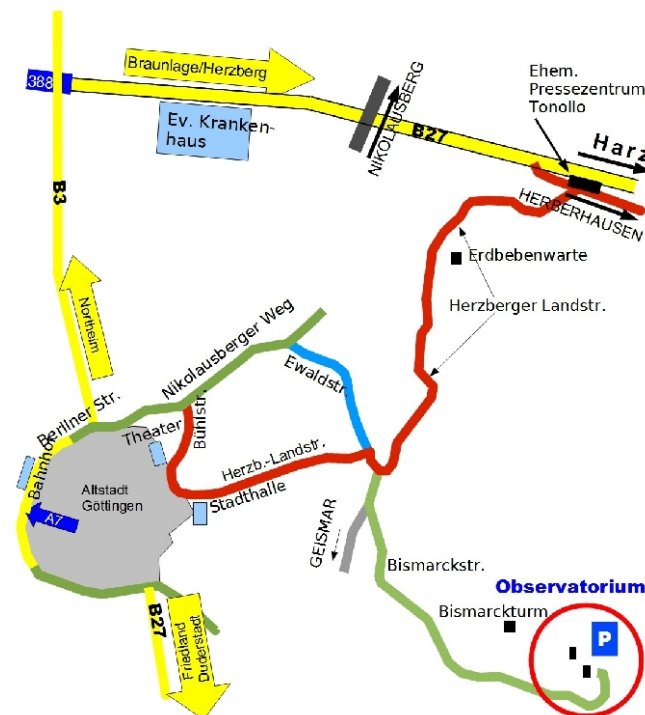 388
Braunlage/Herzberg
Ev. Kranken-
haus
NIKOLAUSBERG
B27
Ehem.
Pressezentrum
Tonollo
Harz
HERBERHAUSEN
B3
Erdbebenwarte
Herzberger Landstr.
Northeim
Nikolausberger Weg
Ewaldstr.
Berliner Str.
Theater
Bühlstr.
Bahnhof
Herzb.-Landstr.
Stadthalle
Altstadt
Göttingen
A7
GEISMAR
Bismarckstr.
Observatorium
Bismarckturm
P
B27
Friedland
Duderstadt